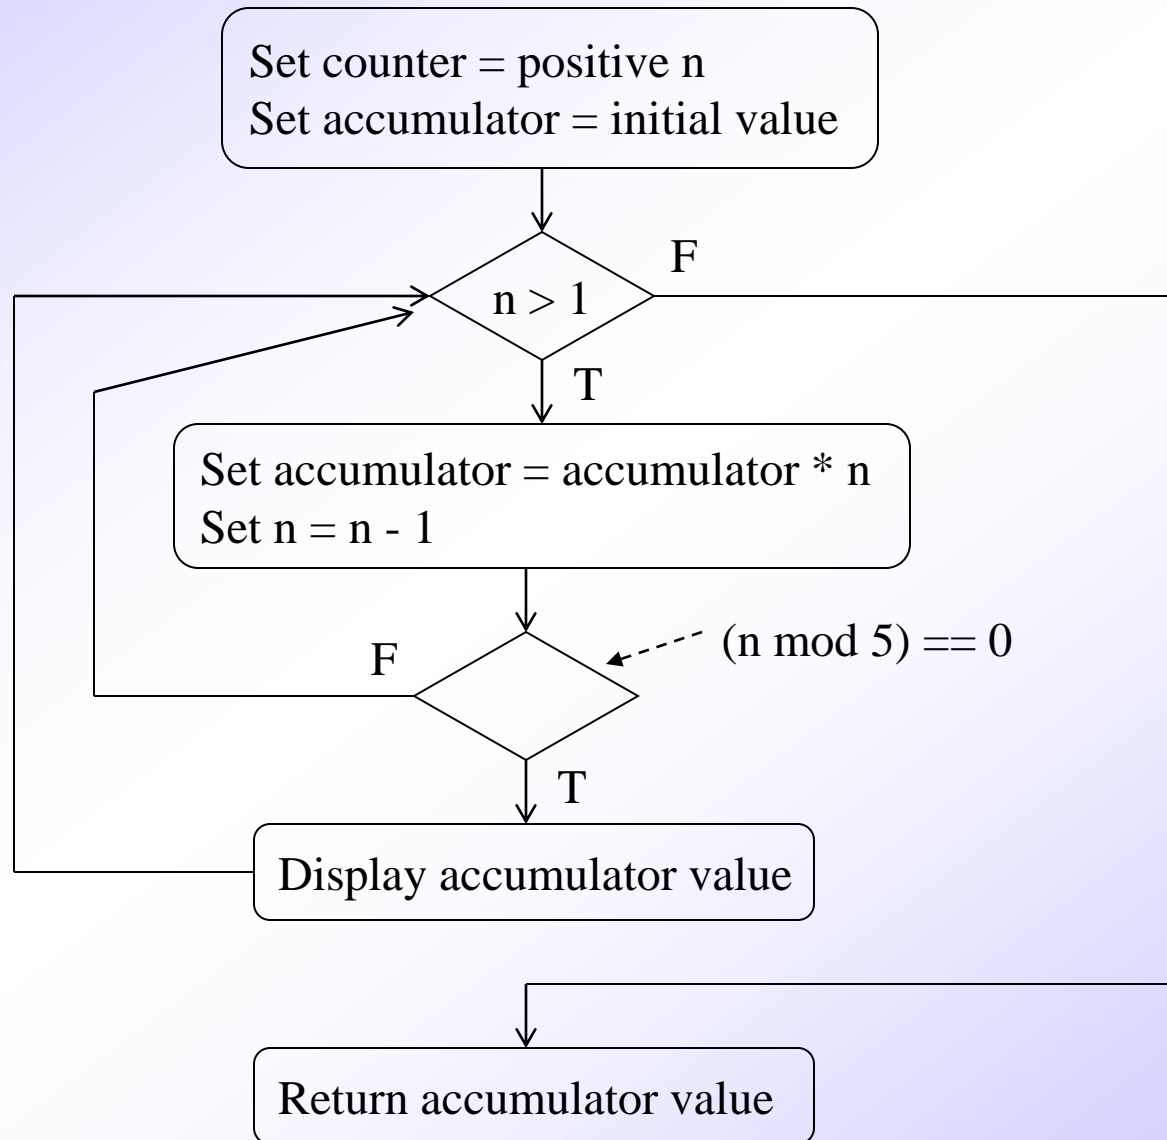 Set counter = positive n
Set accumulator = initial value
F
n > 1
T
Set accumulator = accumulator * n
Set n = n - 1
F
(n mod 5) == 0
T
Display accumulator value
Return accumulator value